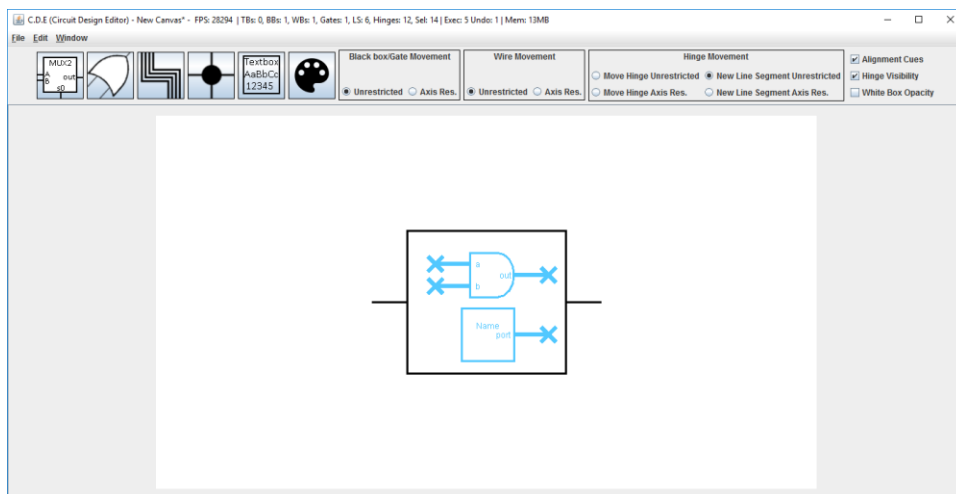 C.D.E (Circuit Design Editor) - New Canvas* - FPS: 28294 | TBs: 0, BBs: 1, WBs: 1, Gates: 1, LS: 6, Hinges: 12, Sel: 14 | Exec: 5 Undo: 1 | Mem: 13MB
File Edit Window
MUX2
A
B
out
s0
Textbox
AaBbCc
12345
Black box/Gate Movement
Unrestricted Axis Res.
Wire Movement
Unrestricted Axis Res.
Hinge Movement
Move Hinge Unrestricted New Line Segment Unrestricted
Move Hinge Axis Res. New Line Segment Axis Res.
Alignment Cues
Hinge Visibility
White Box Opacity
a
out
b
Name
port